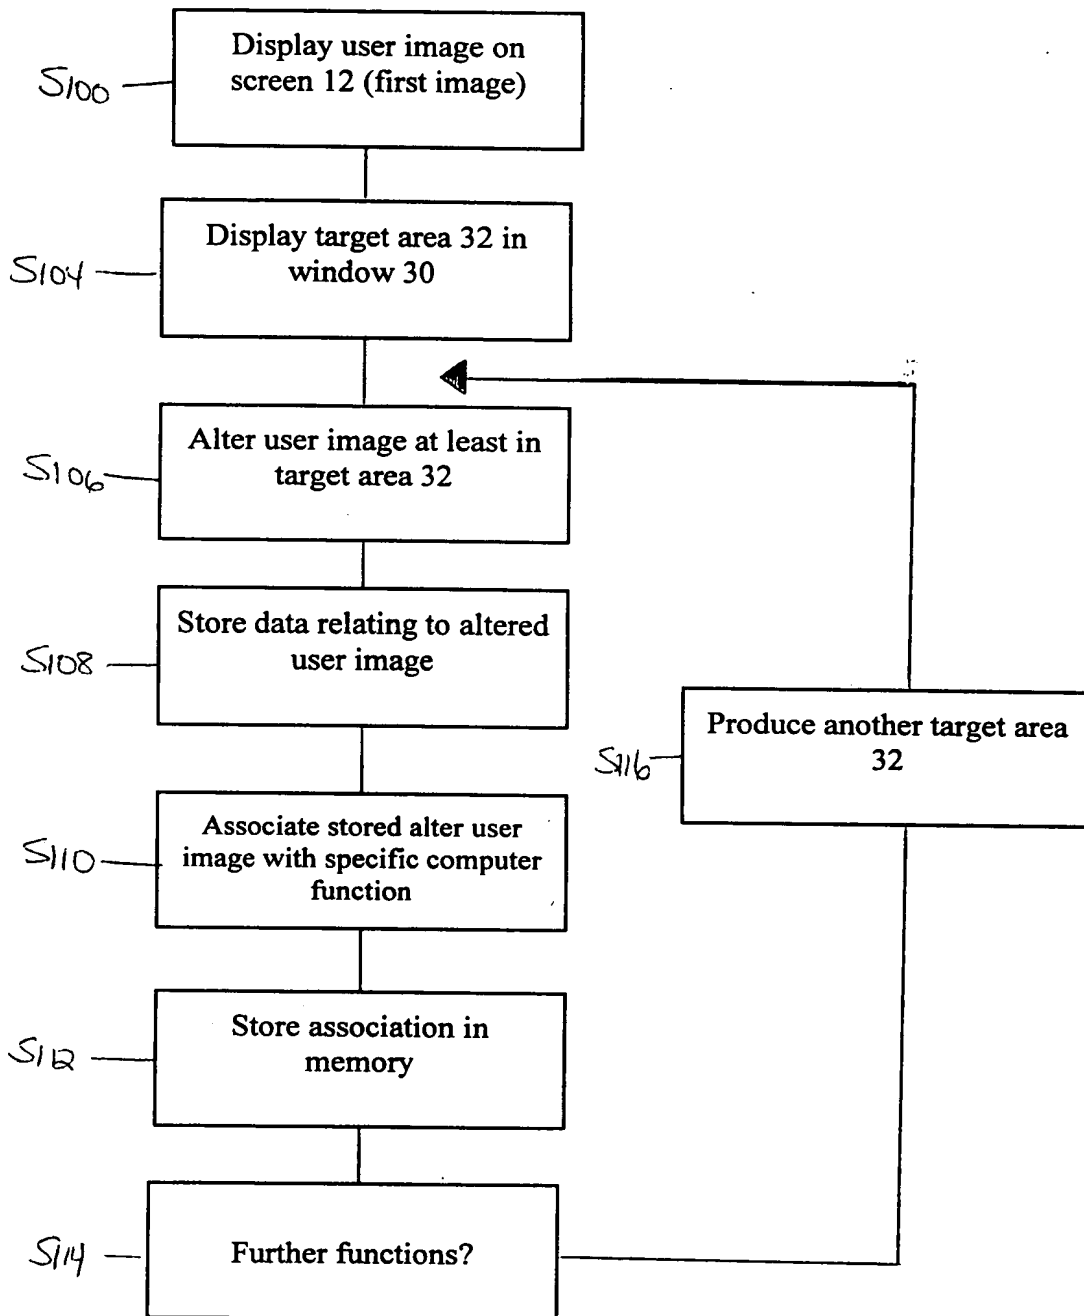 Display user image on
screen 12 (first image)
S100
Display target area 32 in
window 30
S104
Alter user image at least in
target area 32
S106
Store data relating to altered
user image
S108
Produce another target area
32
S116
Associate stored alter user
image with specific computer
function
S110
Store association in
memory
S112
Further functions?
S114